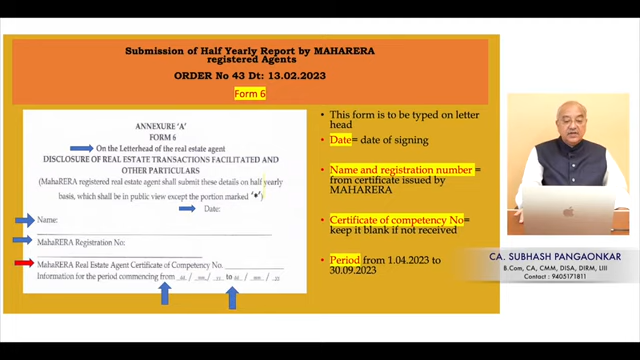 Submission of Half Yearly Report by MAHARERA
registered Agents
ORDER No 43 Dt: 13.02.2023
Form 6
ANNEXURE 'A'
FORM 6
On the Letterhead of the real estate agent
DISCLOSURE OF REAL ESTATE TRANSACTIONS FACILITATED AND
OTHER PARTICULARS
(MahaRERA registered real estate agent shall submit these details on half yearly
basis, which shall be in public view except the portion marked '♦')
Date:
Name:
MahaRERA Registration No:
MahaRERA Real Estate Agent Certificate of Competency No.
Information for the period commencing from / / to / /
• This form is to be typed on letter
head
• Date= date of signing
• Name and registration number =
from certificate issued by
MAHARERA
• Certificate of competency No=
keep it blank if not received
• Period from 1.04.2023 to
30.09.2023
CA. SUBHASH PANGAONKAR
B.Com, CA, CMM, DISA, DIRM, LIII
Contact : 9405171811